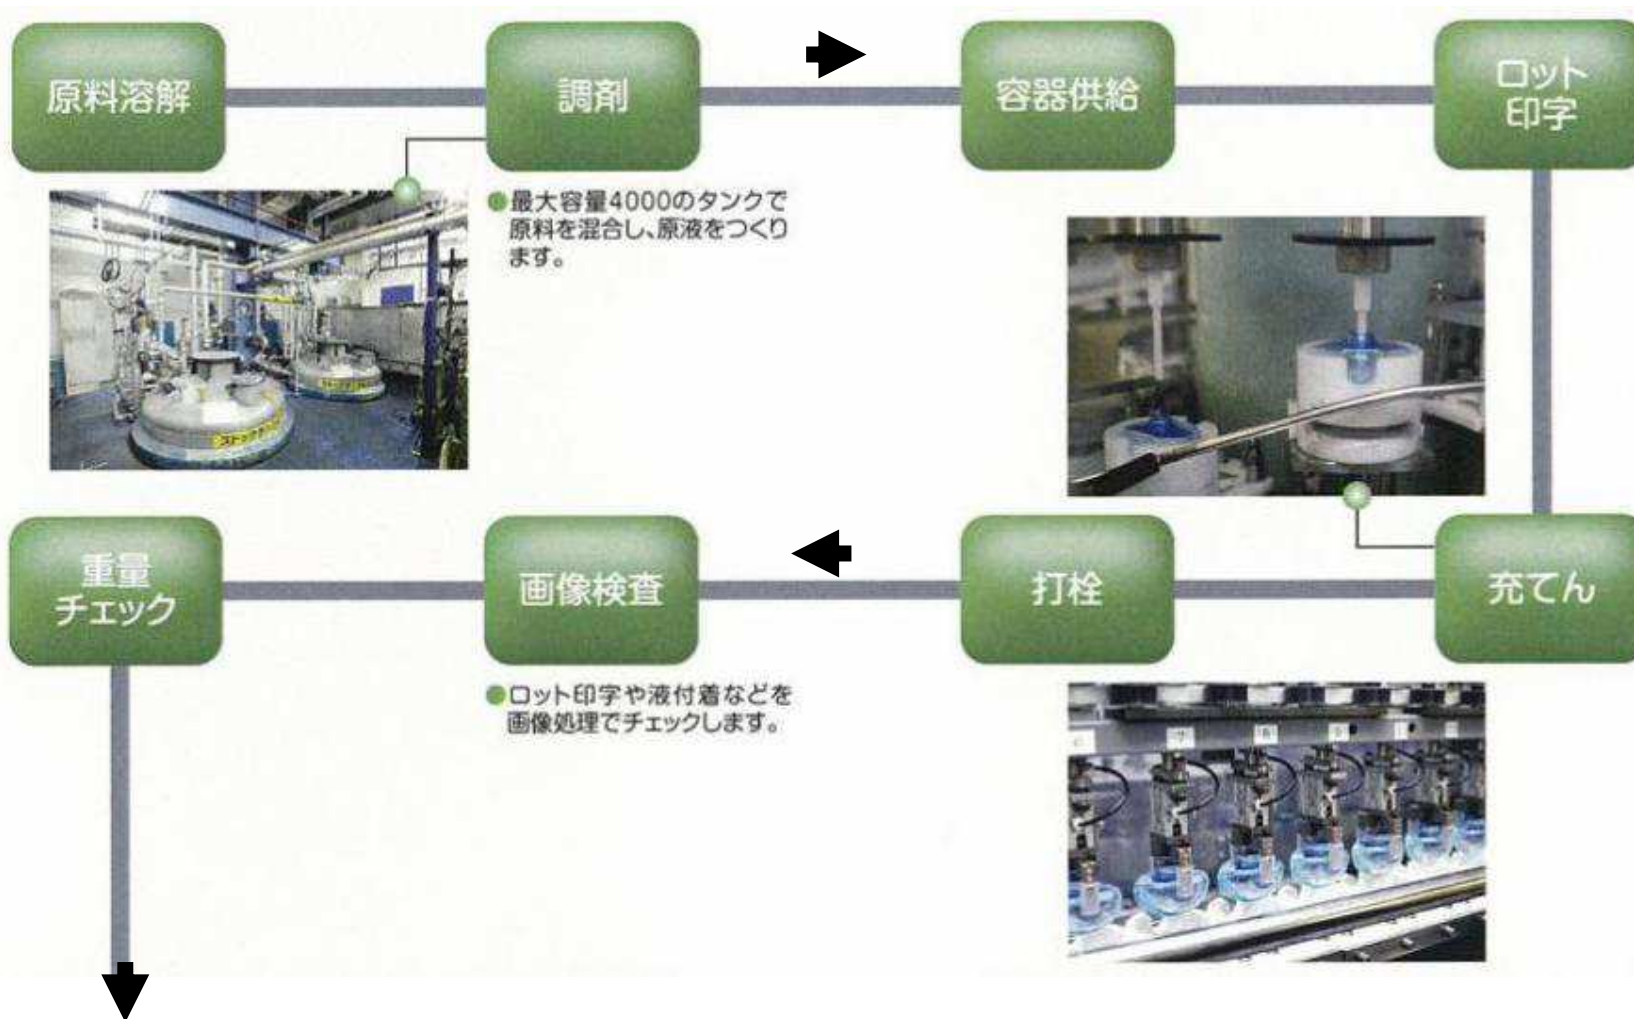 原料溶解
調剤
容器供給
ロット
印字
●最大容量4000のタンクで
原料を混合し、原液をつくり
ます。
重量
チェック
画像検査
打栓
充てん
●ロット印字や液付着などを
画像処理でチェックします。